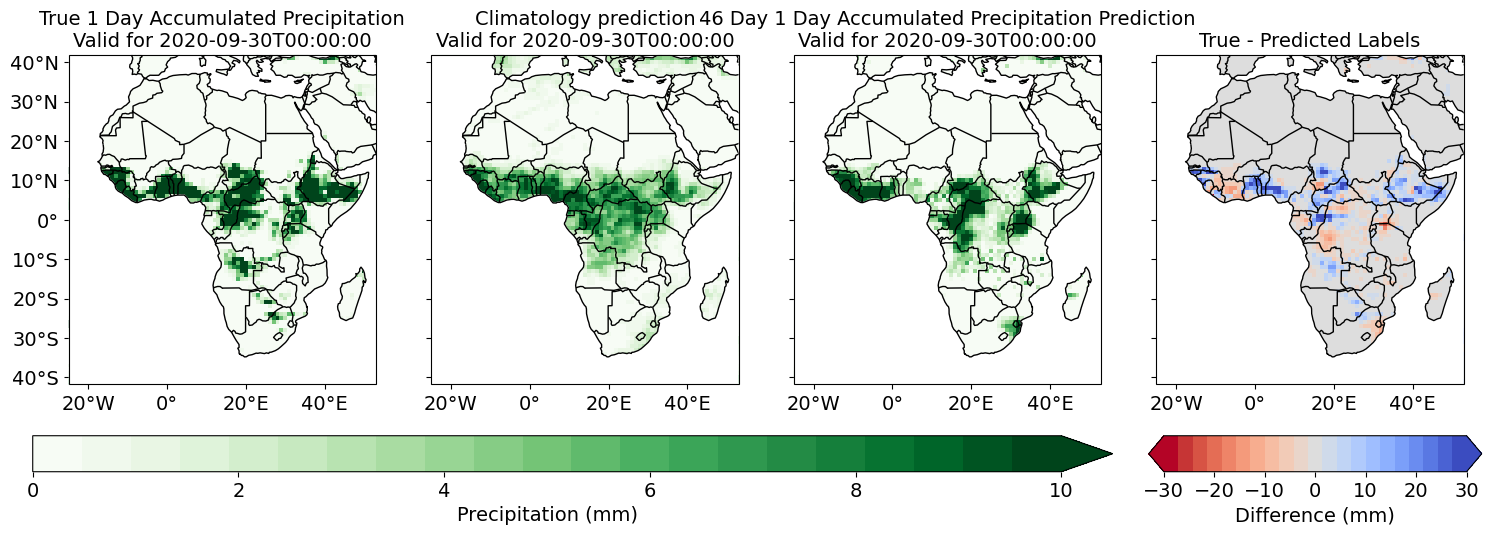 True 1 Day Accumulated Precipitation
Valid for 2020-09-30T00:00:00
Climatology prediction
Valid for 2020-09-30T00:00:00
46 Day 1 Day Accumulated Precipitation Prediction
Valid for 2020-09-30T00:00:00
True - Predicted Labels
40°N
30°N
20°N
10°N
0°
10°S
20°S
30°S
40°S
20°W 0° 20°E 40°E
20°W 0° 20°E 40°E
20°W 0° 20°E 40°E
20°W 0° 20°E 40°E
0 2 4 6 8 10
Precipitation (mm)
−30 −20 −10 0 10 20 30
Difference (mm)